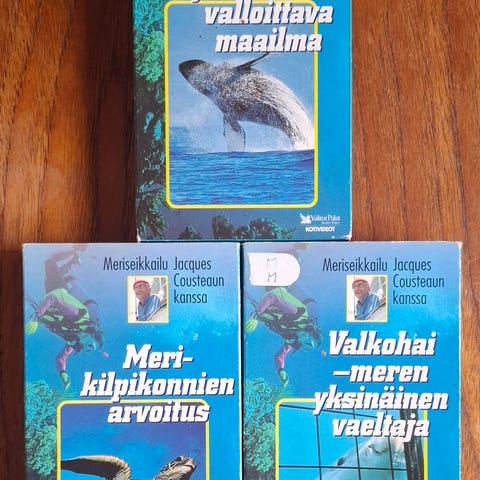 valloittava
maailma
Valitut Palat
KOTIVIDEOT
Meriseikkailu Jacques
Cousteaun
kanssa
Meri-
kilpikonnien
arvoitus
M
M
Meriseikkailu Jacques
Cousteaun
kanssa
Valkohai
–meren
yksinäinen
vaeltaja